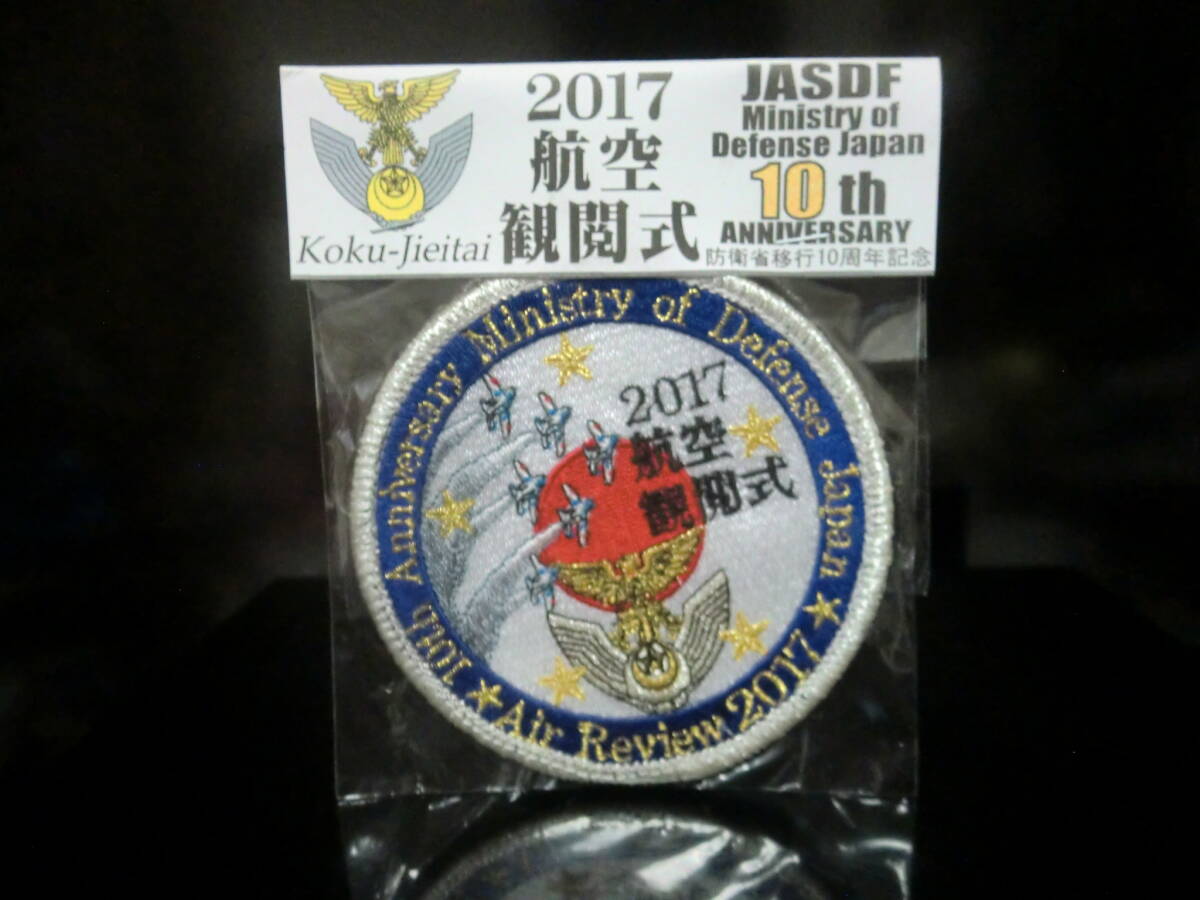 2017
航空
観閲式
Koku-Jieitai
JASDF
Ministry of
Defense Japan
10 th
ANNIVERSARY
防衛省移行10周年記念
10th Anniversary Ministry of Defense Japan
2017
航空
観閲式
Air Review 2017